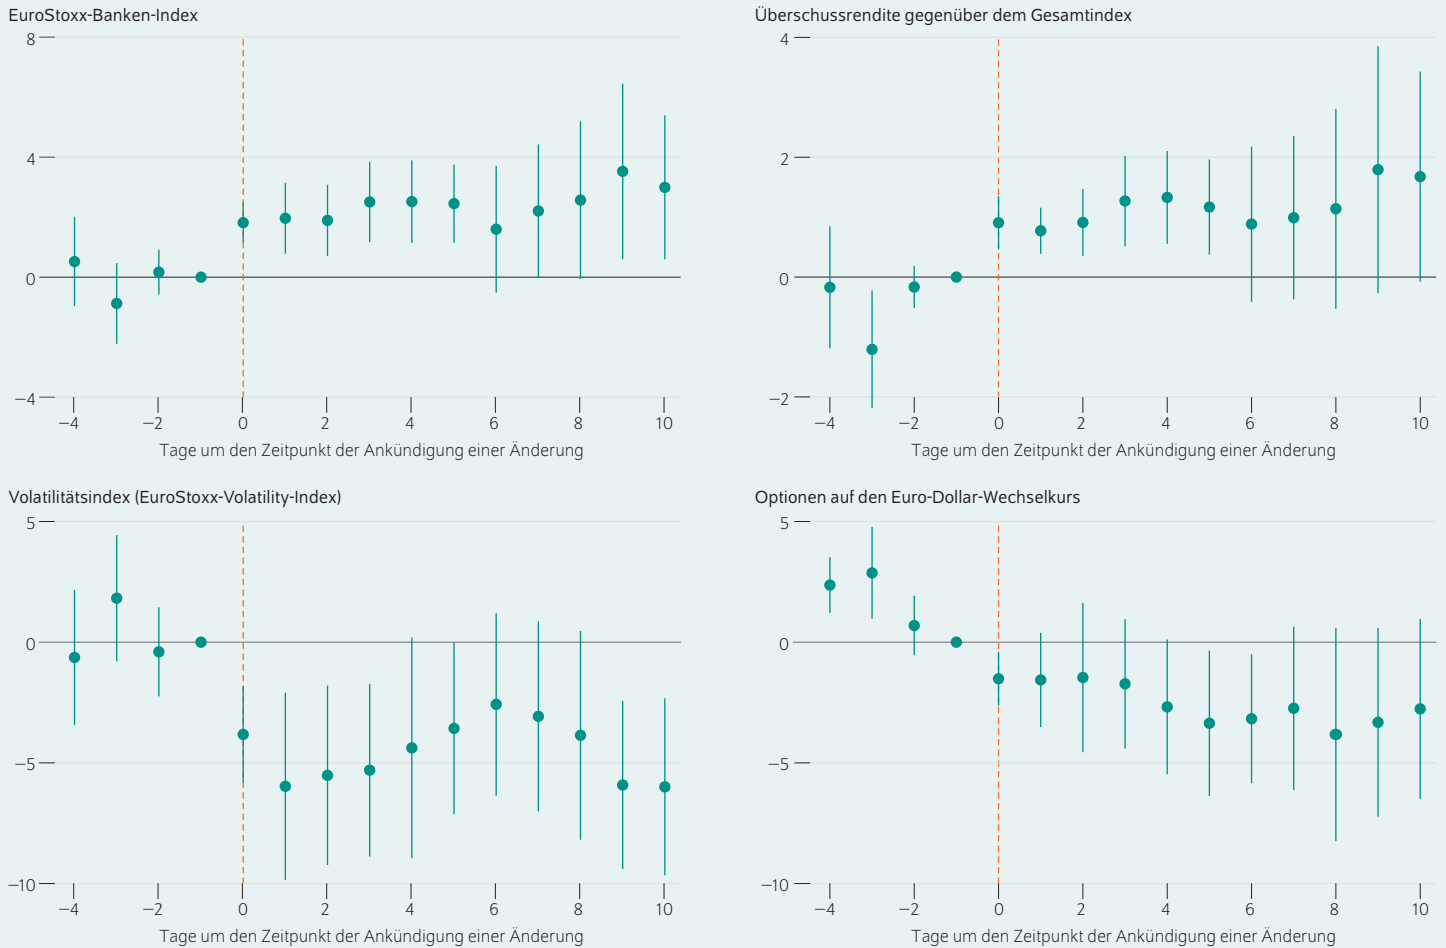 EuroStoxx-Banken-Index
8
4
0
−4
−4 −2 0 2 4 6 8 10
Tage um den Zeitpunkt der Ankündigung einer Änderung
Überschussrendite gegenüber dem Gesamtindex
4
2
0
−2
−4 −2 0 2 4 6 8 10
Tage um den Zeitpunkt der Ankündigung einer Änderung
Volatilitätsindex (EuroStoxx-Volatility-Index)
5
0
−5
−10
−4 −2 0 2 4 6 8 10
Tage um den Zeitpunkt der Ankündigung einer Änderung
Optionen auf den Euro-Dollar-Wechselkurs
5
0
−5
−10
−4 −2 0 2 4 6 8 10
Tage um den Zeitpunkt der Ankündigung einer Änderung